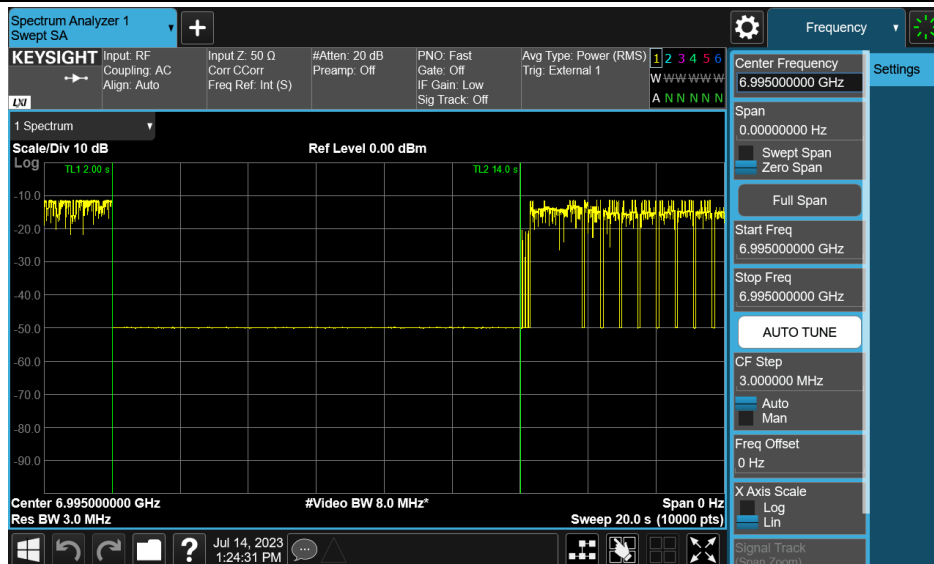 Spectrum Analyzer 1
Swept SA
+
Frequency
KEYSIGHT
LXI
Input: RF
Coupling: AC
Align: Auto
Input Z: 50 Ω
Corr CCorr
Freq Ref: Int (S)
#Atten: 20 dB
Preamp: Off
PNO: Fast
Gate: Off
IF Gain: Low
Sig Track: Off
Avg Type: Power (RMS)
Trig: External 1
1 2 3 4 5 6
W W W W W W
A N N N N N
Center Frequency
6.995000000 GHz
Settings
Span
0.00000000 Hz
Swept Span
Zero Span
Full Span
Start Freq
6.995000000 GHz
Stop Freq
6.995000000 GHz
AUTO TUNE
CF Step
3.000000 MHz
Auto
Man
Freq Offset
0 Hz
X Axis Scale
Log
Lin
Signal Track
(Span Zoom)
1 Spectrum
Scale/Div 10 dB
Ref Level 0.00 dBm
Log
TL1 2.00 s
TL2 14.0 s
-10.0
-20.0
-30.0
-40.0
-50.0
-60.0
-70.0
-80.0
-90.0
Center 6.995000000 GHz
#Video BW 8.0 MHz*
Span 0 Hz
Res BW 3.0 MHz
Sweep 20.0 s (10000 pts)
?
Jul 14, 2023
1:24:31 PM